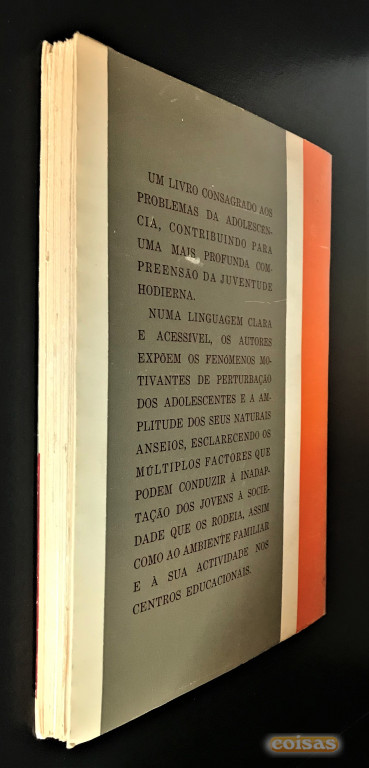 UM LIVRO CONSAGRADO AOS
PROBLEMAS DA ADOLESCÊN-
CIA, CONTRIBUINDO PARA
UMA MAIS PROFUNDA COM-
PREENSÃO DA JUVENTUDE
HODIERNA.
NUMA LINGUAGEM CLARA
E ACESSÍVEL, OS AUTORES
EXPÕEM OS FENÓMENOS MO-
TIVANTES DE PERTURBAÇÃO
DOS ADOLESCENTES E A AM-
PLITUDE DOS SEUS NATURAIS
ANSEIOS, ESCLARECENDO OS
MÚLTIPLOS FACTORES QUE
PODEM CONDUZIR À INADAP-
TAÇÃO DOS JOVENS À SOCIE-
DADE QUE OS RODEIA, ASSIM
COMO AO AMBIENTE FAMILIAR
E À SUA ACTIVIDADE NOS
CENTROS EDUCACIONAIS.
coisas